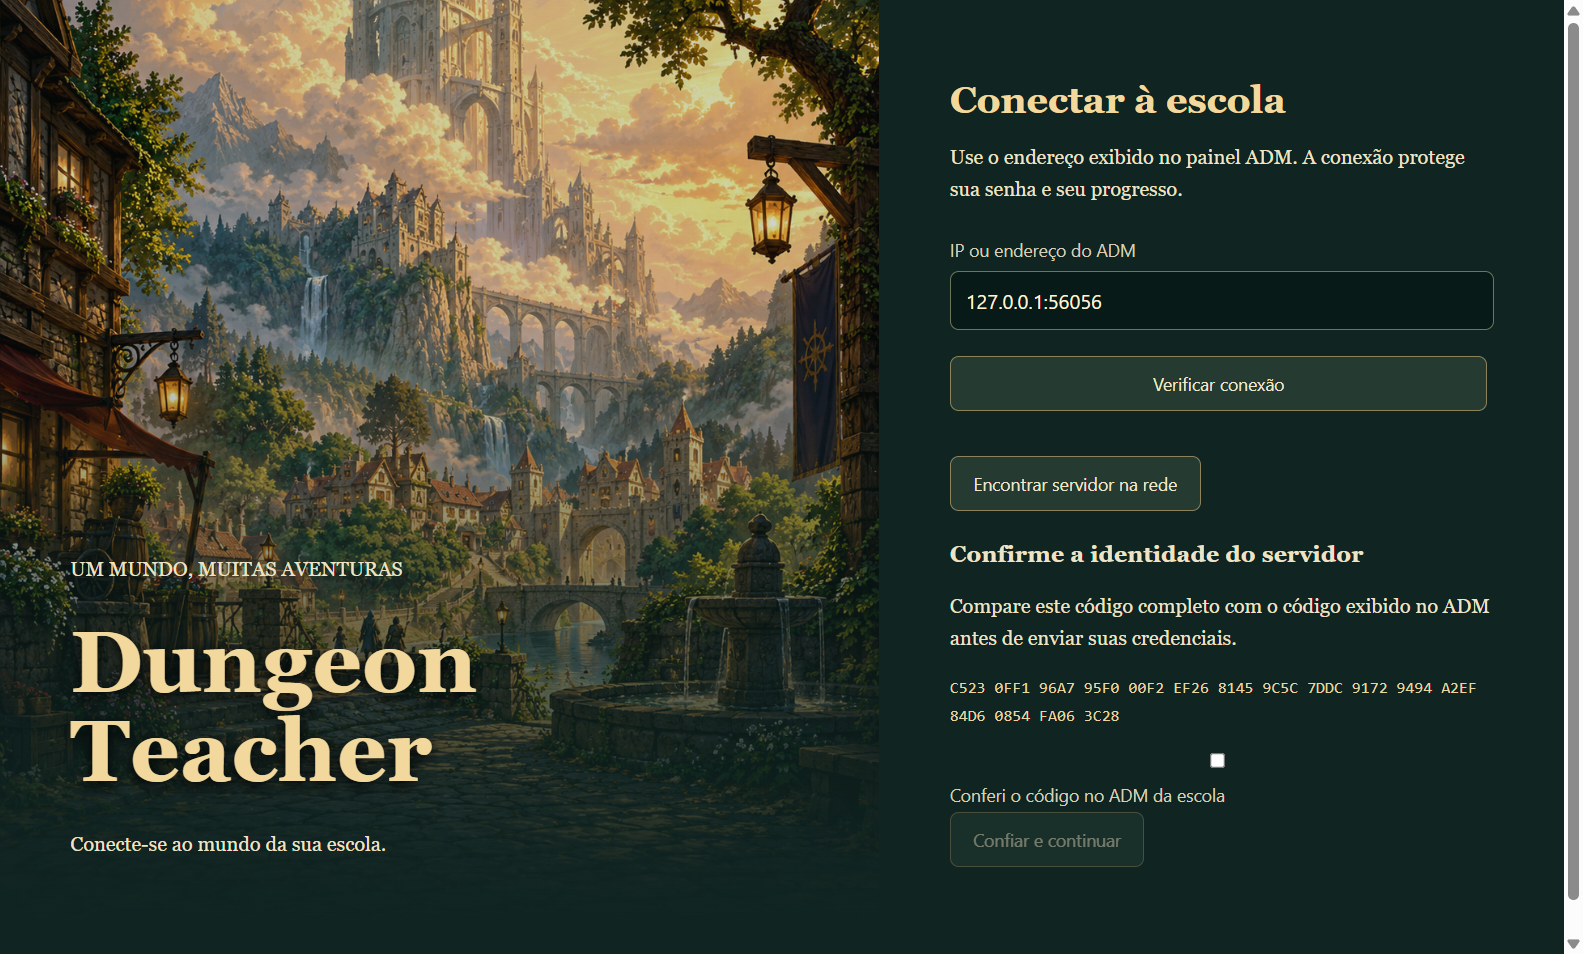 UM MUNDO, MUITAS AVENTURAS
Dungeon
Teacher
Conecte-se ao mundo da sua escola.
Conectar à escola
Use o endereço exibido no painel ADM. A conexão protege
sua senha e seu progresso.
IP ou endereço do ADM
127.0.0.1:56056
Verificar conexão
Encontrar servidor na rede
Confirme a identidade do servidor
Compare este código completo com o código exibido no ADM
antes de enviar suas credenciais.
C523 0FF1 96A7 95F0 00F2 EF26 8145 9C5C 7DDC 9172 9494 A2EF
84D6 0854 FA06 3C28
Conferi o código no ADM da escola
Confiar e continuar